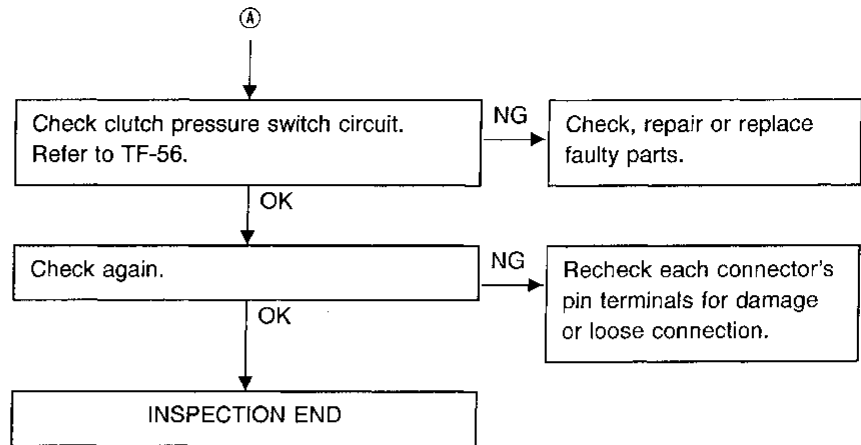 Ⓐ
Check clutch pressure switch circuit.
Refer to TF-56.
NG
Check, repair or replace
faulty parts.
OK
Check again.
NG
Recheck each connector's
pin terminals for damage
or loose connection.
OK
INSPECTION END